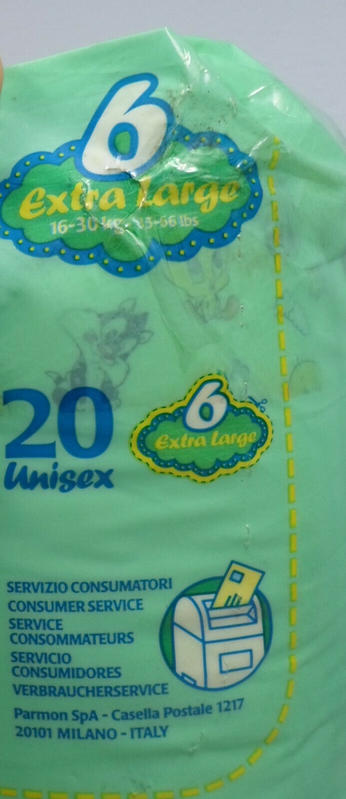 6
Extra Large
16-30 kg - 35-66 lbs
20
Unisex
6
Extra Large
SERVIZIO CONSUMATORI
CONSUMER SERVICE
SERVICE
CONSOMMATEURS
SERVICIO
CONSUMIDORES
VERBRAUCHERSERVICE
Parmon SpA - Casella Postale 1217
20101 MILANO - ITALY